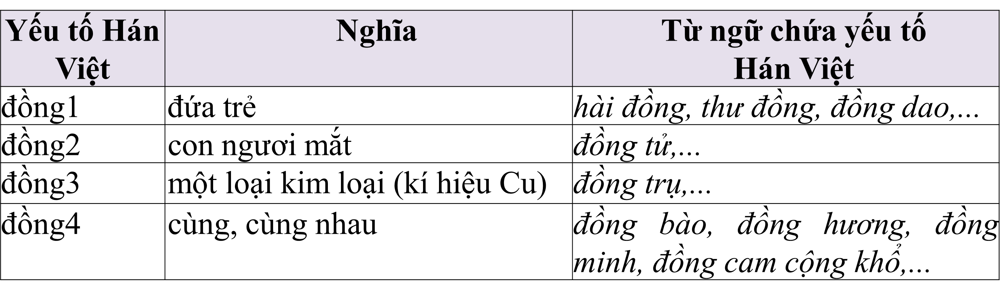 Yếu tố Hán Việt | Nghĩa | Từ ngữ chứa yếu tố Hán Việt
đồng1 | đứa trẻ | hài đồng, thư đồng, đồng dao,...
đồng2 | con ngươi mắt | đồng tử,...
đồng3 | một loại kim loại (kí hiệu Cu) | đồng trụ,...
đồng4 | cùng, cùng nhau | đồng bào, đồng hương, đồng minh, đồng cam cộng khổ,...